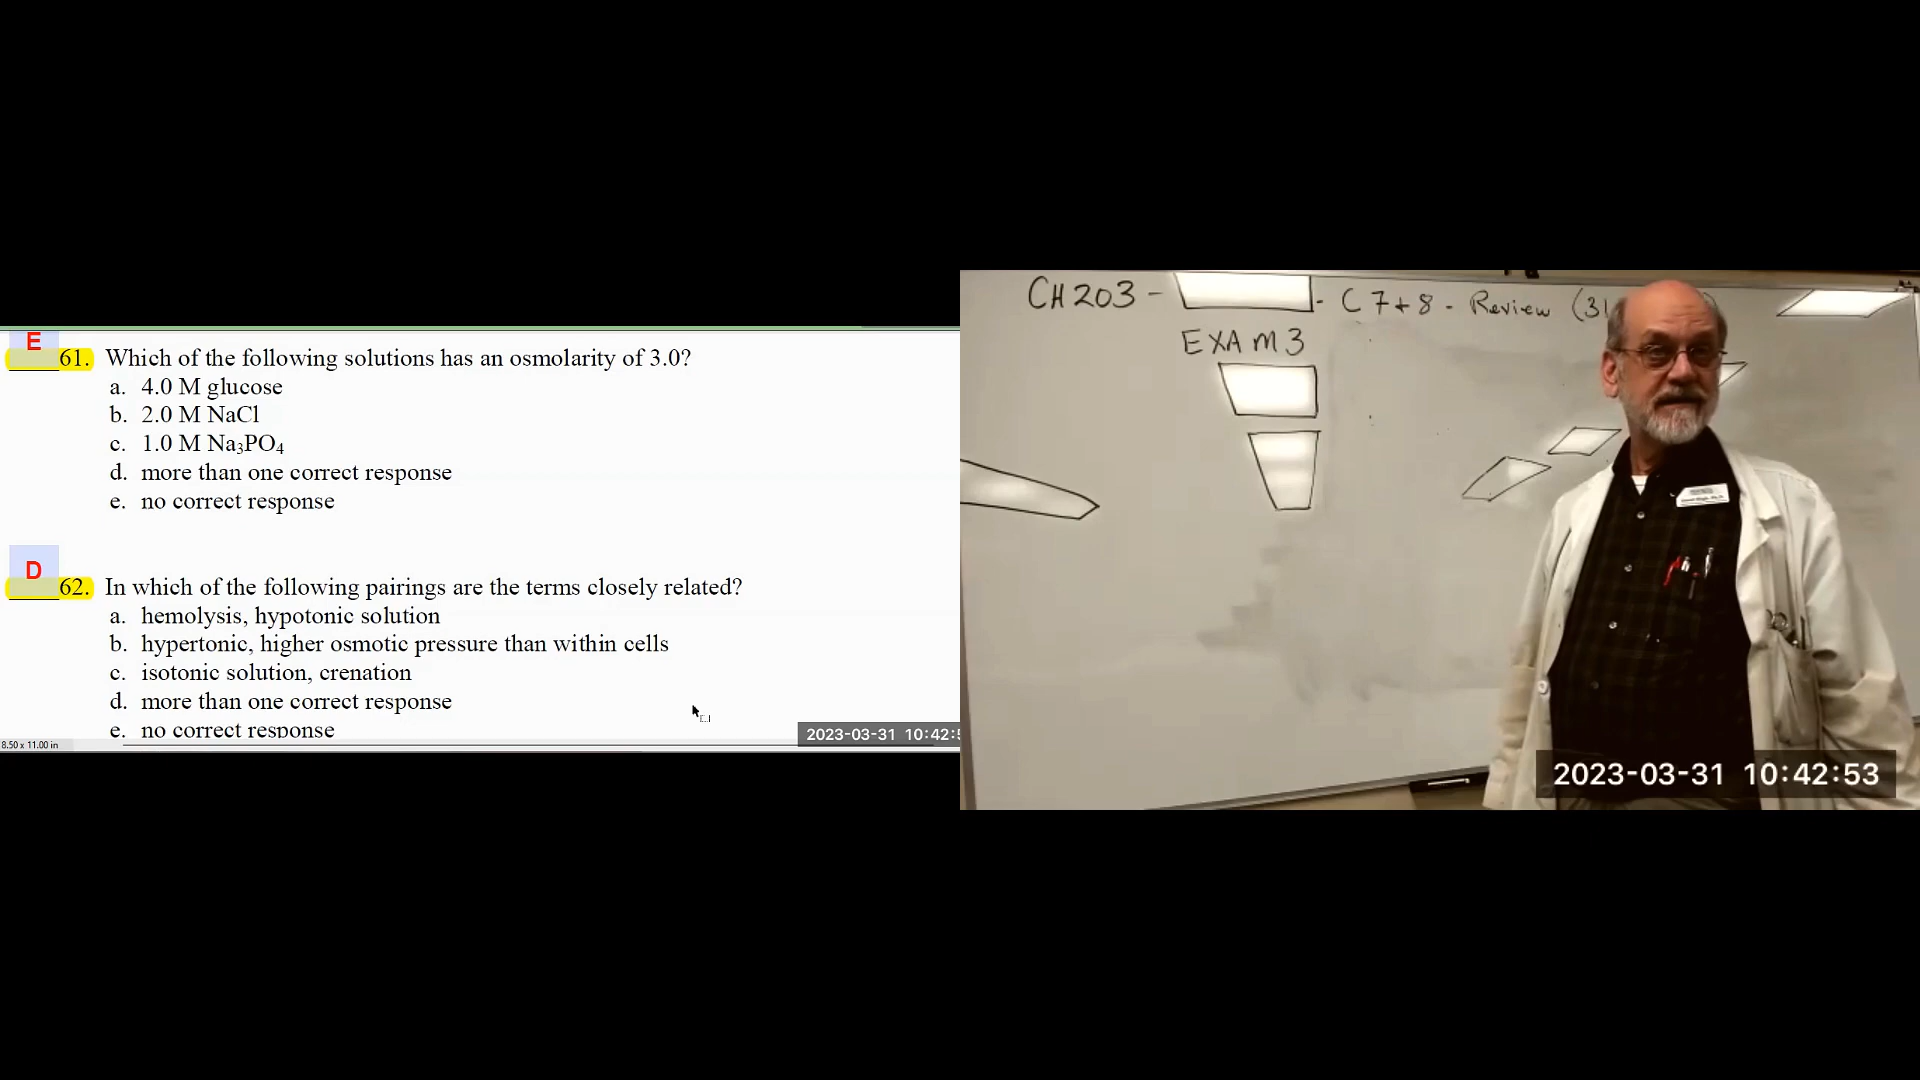 E
61. Which of the following solutions has an osmolarity of 3.0?
a. 4.0 M glucose
b. 2.0 M NaCl
c. 1.0 M Na₃PO₄
d. more than one correct response
e. no correct response
D
62. In which of the following pairings are the terms closely related?
a. hemolysis, hypotonic solution
b. hypertonic, higher osmotic pressure than within cells
c. isotonic solution, crenation
d. more than one correct response
e. no correct response
8.50 x 11.00 in
2023-03-31 10:42:5
CH203 - - C 7+8 - Review (31
EXAM 3
2023-03-31 10:42:53